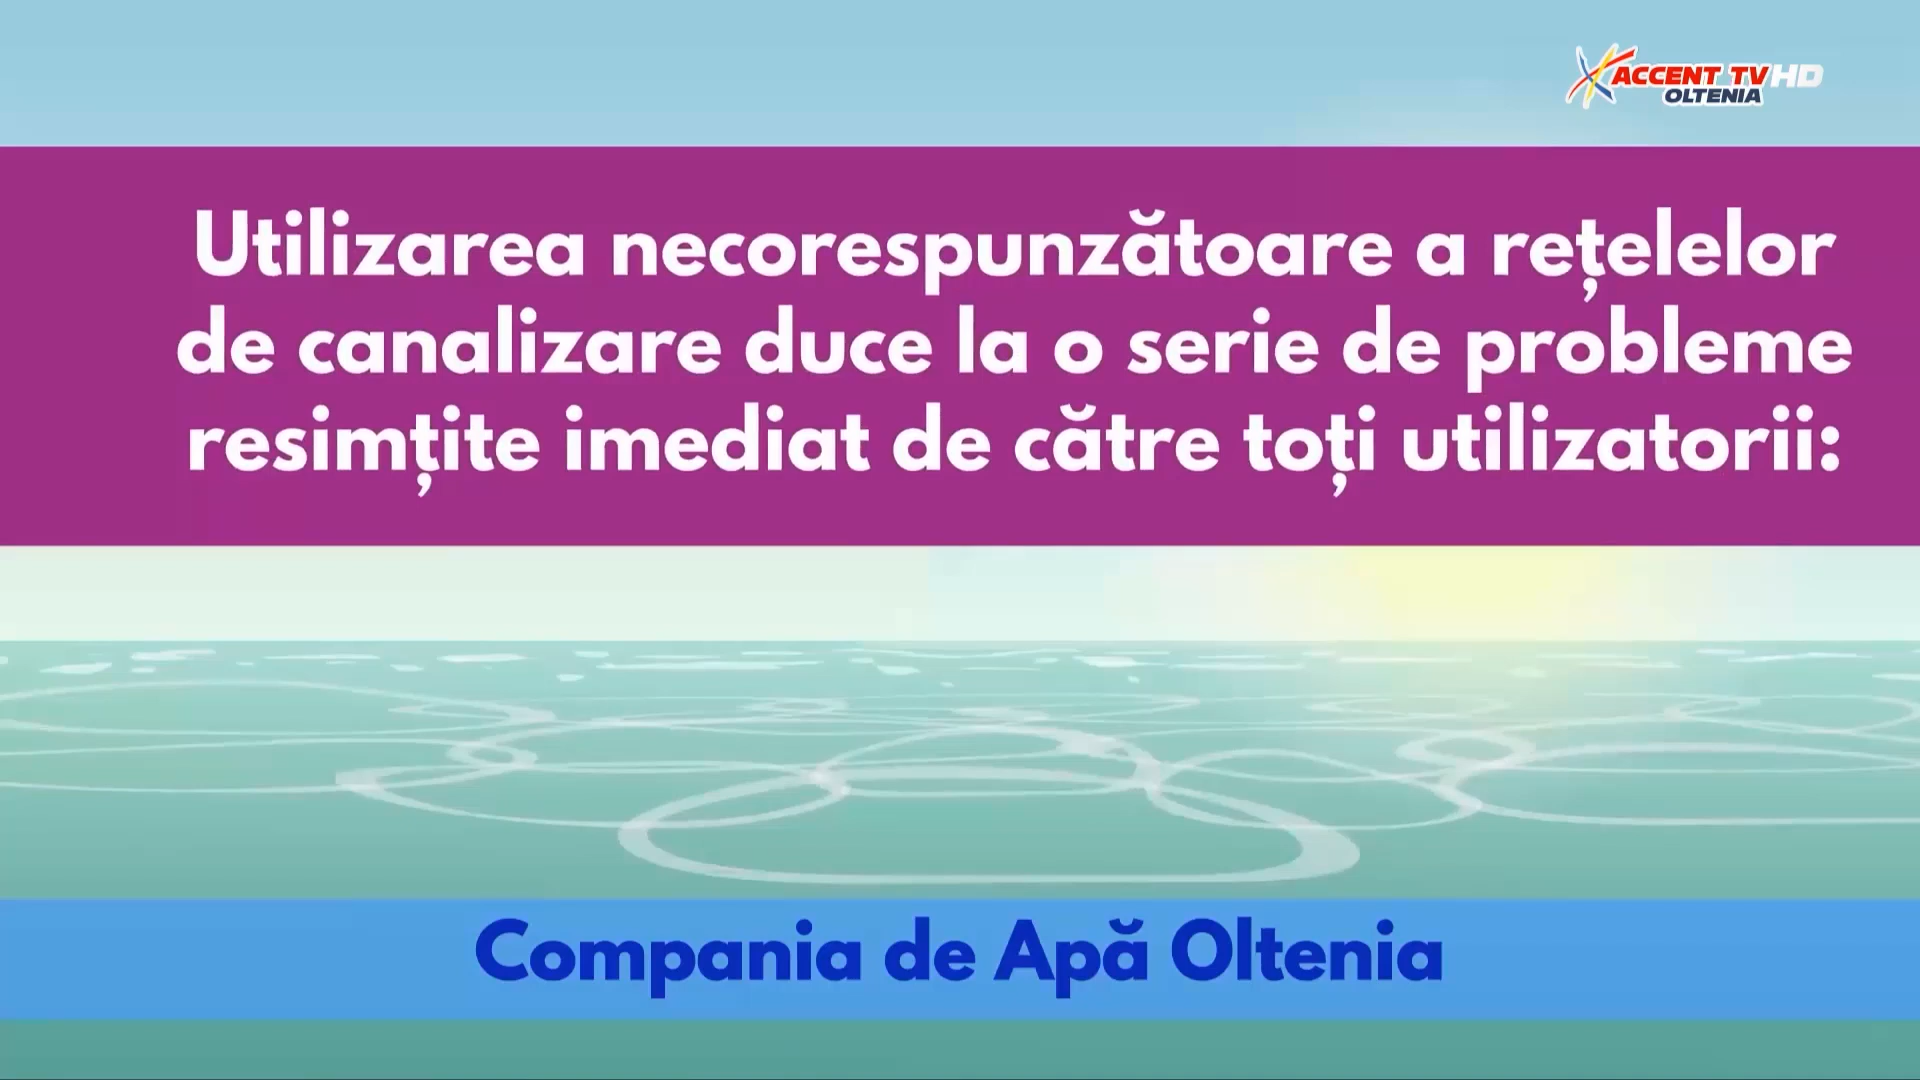 ACCENT TV HD
OLTENIA
Utilizarea necorespunzătoare a rețelelor
de canalizare duce la o serie de probleme
resimțite imediat de către toți utilizatorii:
Compania de Apă Oltenia